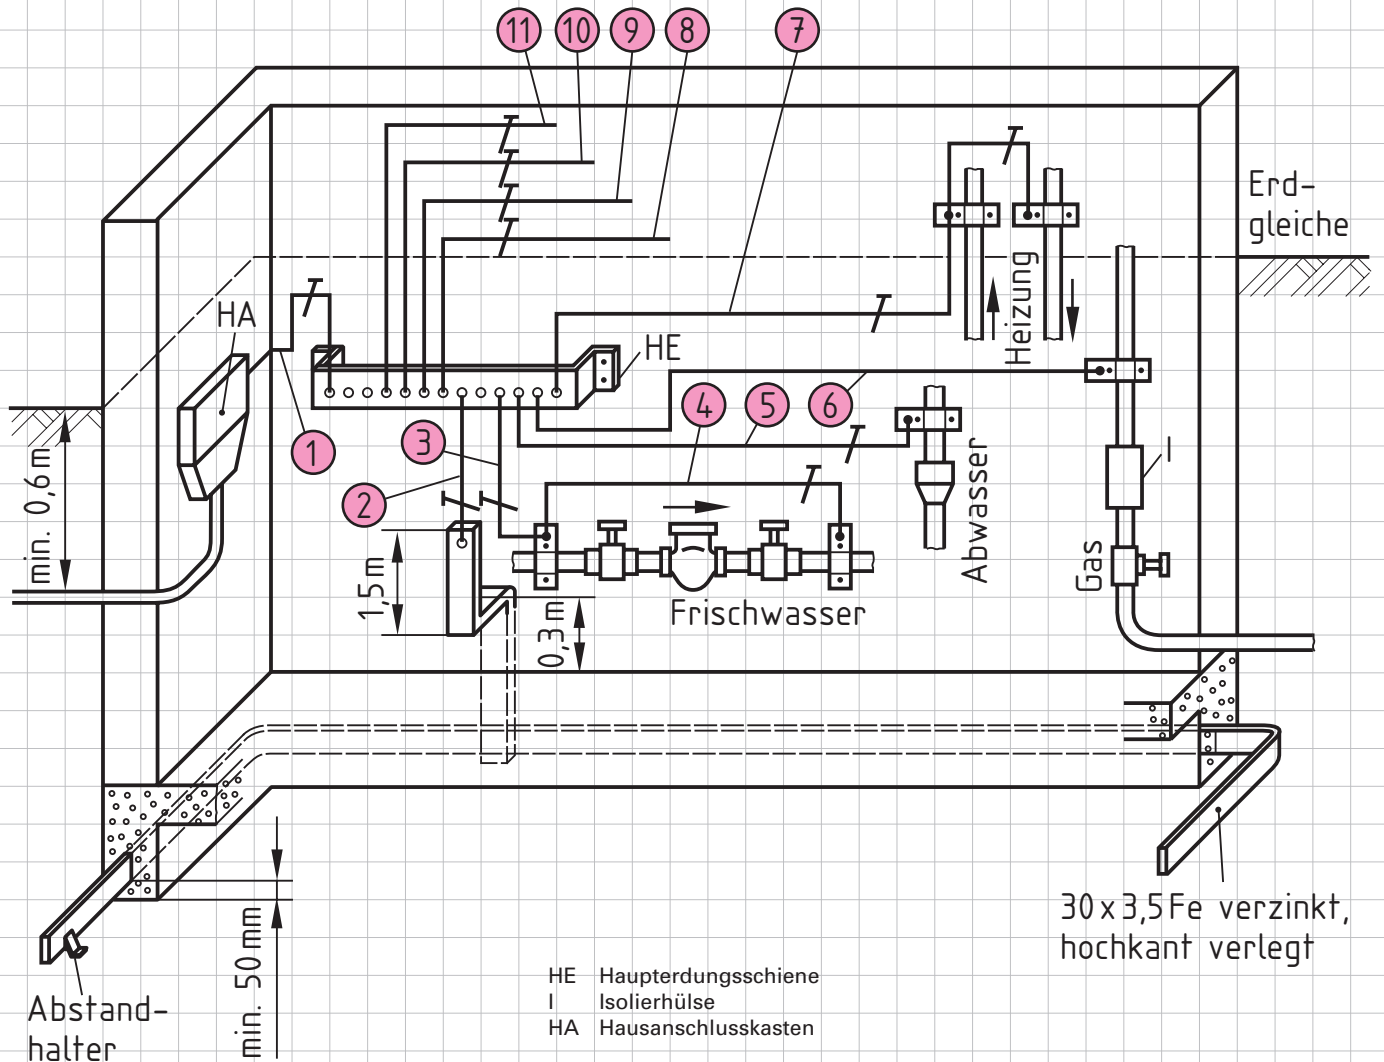 11
10
9
8
7
Erd-
gleiche
HA
HE
Heizung
1
2
3
4
5
6
min. 0,6 m
1,5 m
0,3 m
Frischwasser
Abwasser
Gas
I
30 x 3,5 Fe verzinkt,
hochkant verlegt
Abstand-
halter
min. 50 mm
HE Haupterdungsschiene
I Isolierhülse
HA Hausanschlusskasten